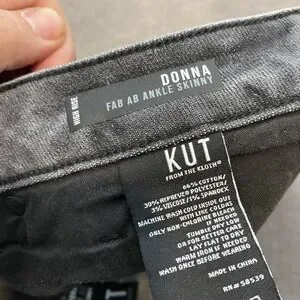 DONNA
FAB AB ANKLE SKINNY
HIGH RISE
KUT
FROM THE KLOTH®
66% COTTON/
30% REPREVE® POLYESTER/
3% VISCOSE/1% SPANDEX
MACHINE WASH COLD INSIDE OUT
WITH LIKE COLORS
ONLY NON-CHLORINE BLEACH
IF NEEDED
TUMBLE DRY LOW
OR FOR BETTER CARE
LAY FLAT TO DRY
WARM IRON IF NEEDED
WASH ONCE BEFORE WEARING
MADE IN CHINA
RN# 58539